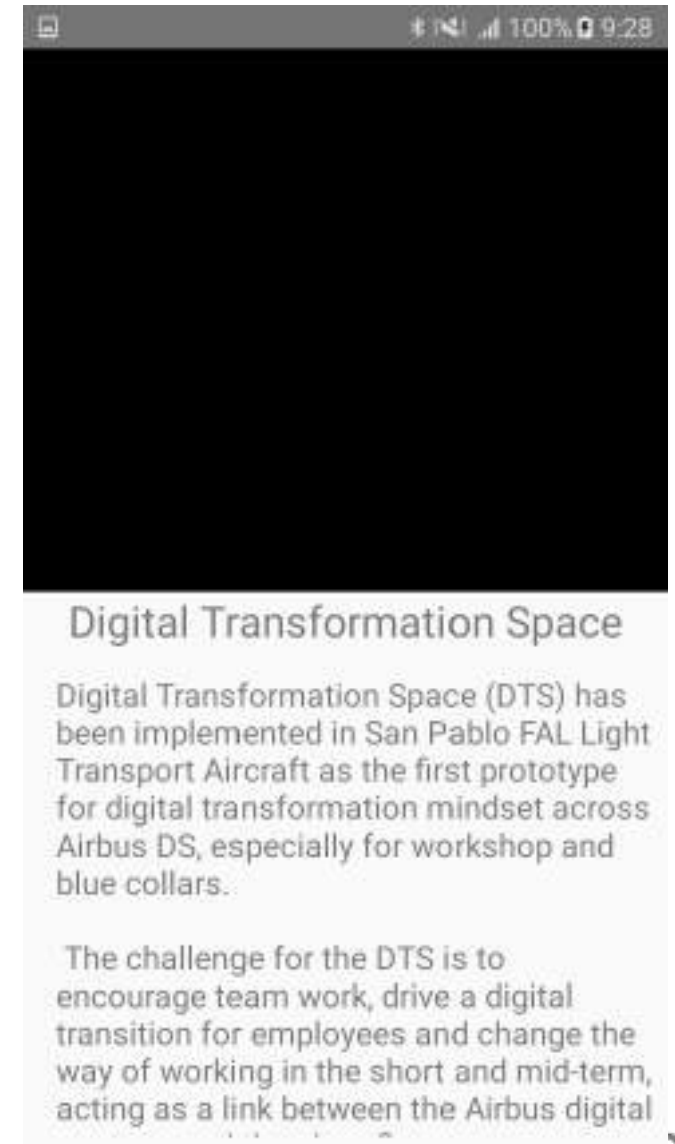 100% 9:28
Digital Transformation Space
Digital Transformation Space (DTS) has
been implemented in San Pablo FAL Light
Transport Aircraft as the first prototype
for digital transformation mindset across
Airbus DS, especially for workshop and
blue collars.
The challenge for the DTS is to
encourage team work, drive a digital
transition for employees and change the
way of working in the short and mid-term,
acting as a link between the Airbus digital